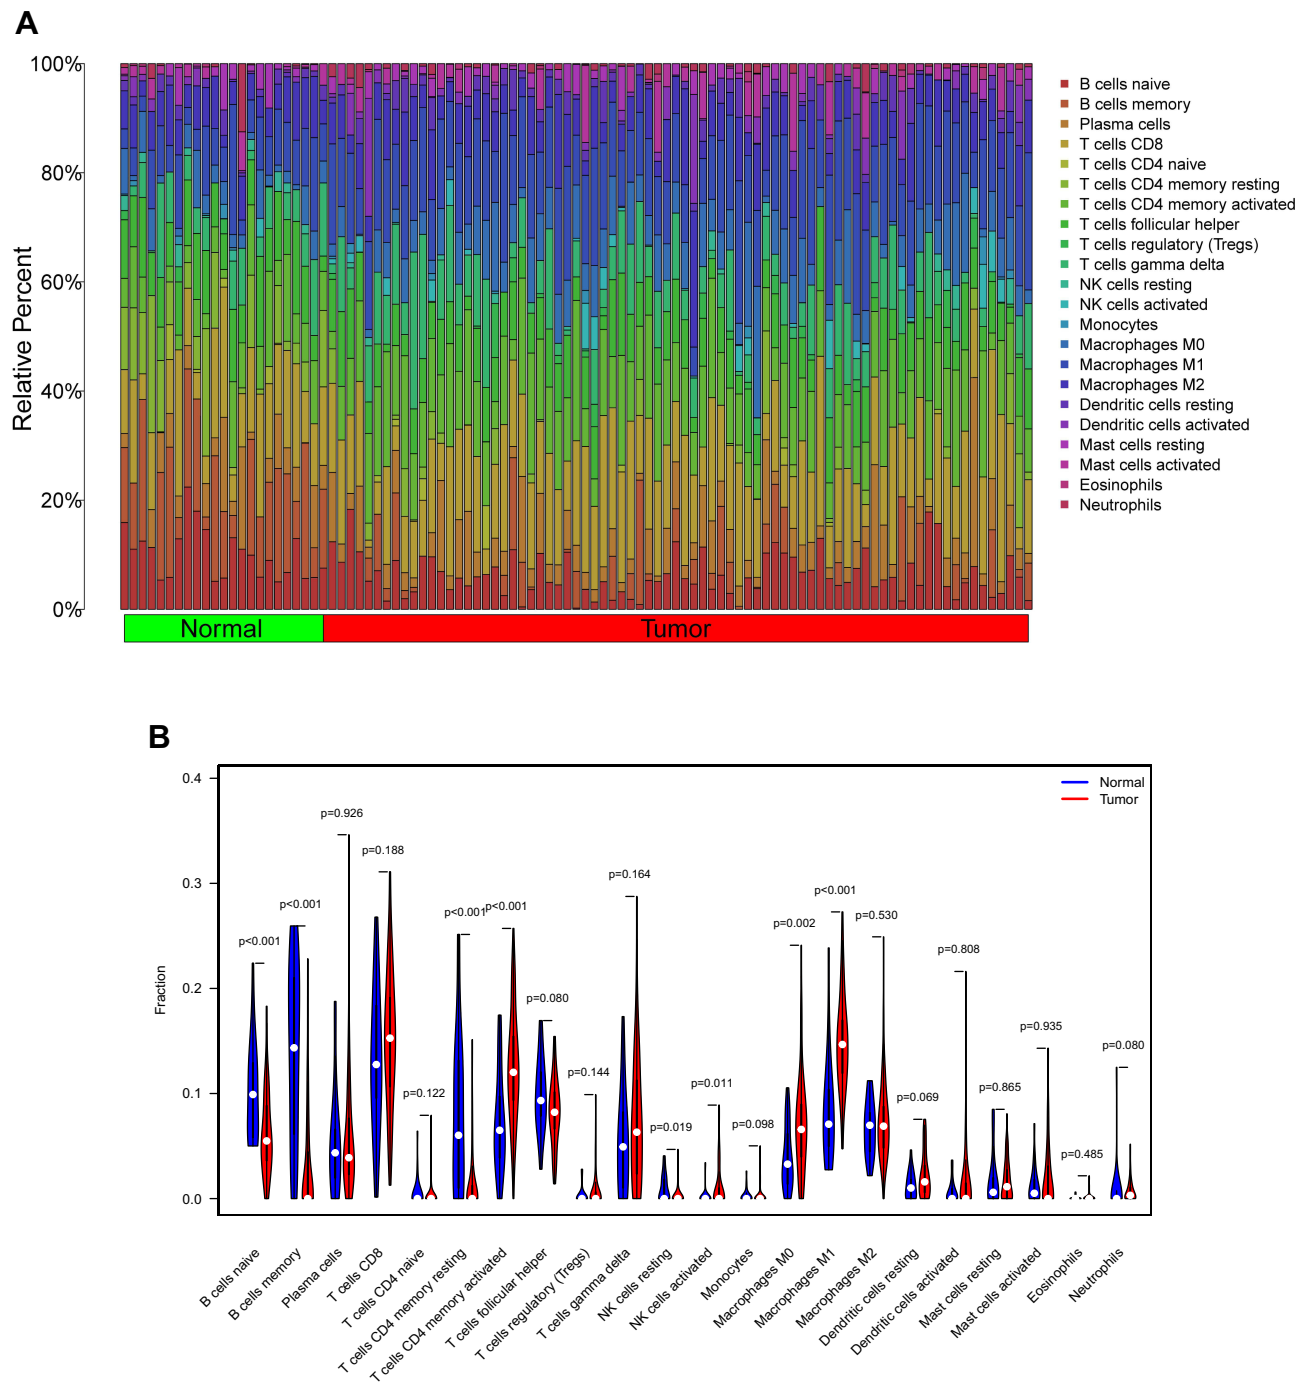 A
100%
80%
60%
40%
20%
0%
Relative Percent
Normal
Tumor
B cells naive
B cells memory
Plasma cells
T cells CD8
T cells CD4 naive
T cells CD4 memory resting
T cells CD4 memory activated
T cells follicular helper
T cells regulatory (Tregs)
T cells gamma delta
NK cells resting
NK cells activated
Monocytes
Macrophages M0
Macrophages M1
Macrophages M2
Dendritic cells resting
Dendritic cells activated
Mast cells resting
Mast cells activated
Eosinophils
Neutrophils
B
0.4
0.3
0.2
0.1
0.0
Fraction
Normal
Tumor
p<0.001
p<0.001
p=0.926
p=0.188
p=0.122
p<0.001
p<0.001
p=0.080
p=0.144
p=0.164
p=0.019
p=0.011
p=0.098
p=0.002
p<0.001
p=0.530
p=0.069
p=0.808
p=0.865
p=0.935
p=0.485
p=0.080
B cells naive
B cells memory
Plasma cells
T cells CD8
T cells CD4 naive
T cells CD4 memory resting
T cells CD4 memory activated
T cells follicular helper
T cells regulatory (Tregs)
T cells gamma delta
NK cells resting
NK cells activated
Monocytes
Macrophages M0
Macrophages M1
Macrophages M2
Dendritic cells resting
Dendritic cells activated
Mast cells resting
Mast cells activated
Eosinophils
Neutrophils